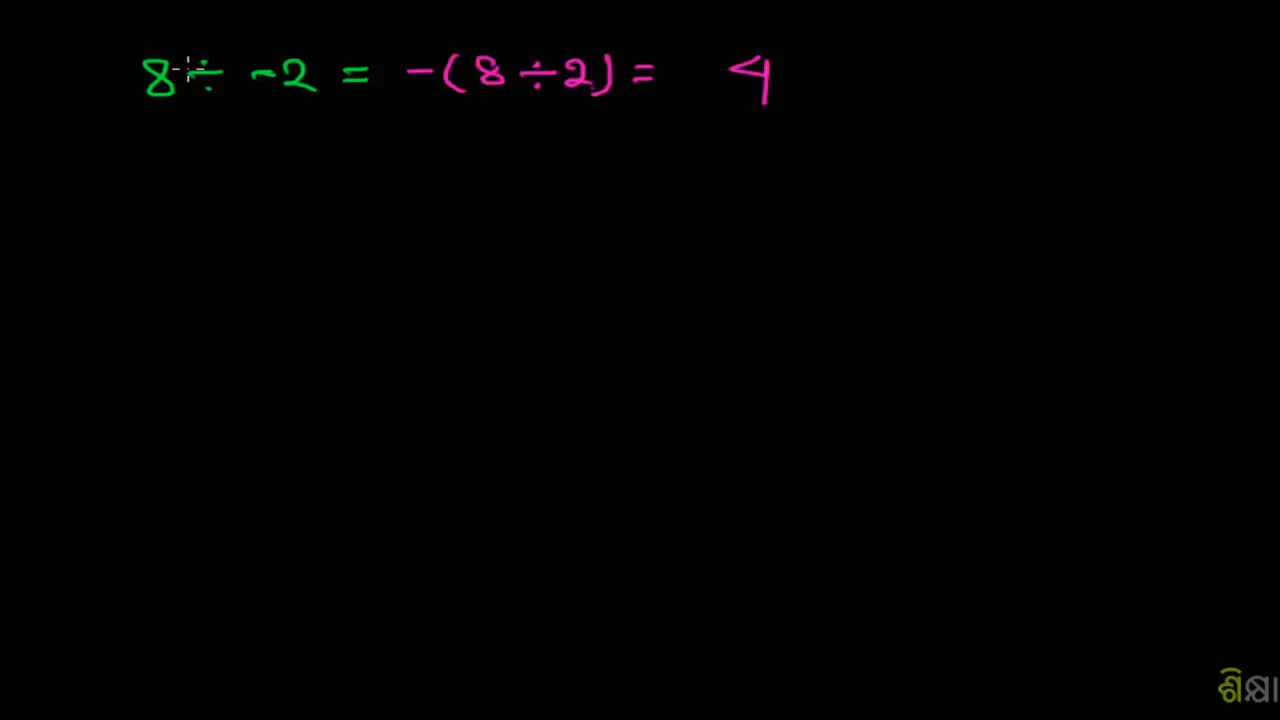 8 ÷ -2 = -(8 ÷ 2) = 4
ଶିକ୍ଷା